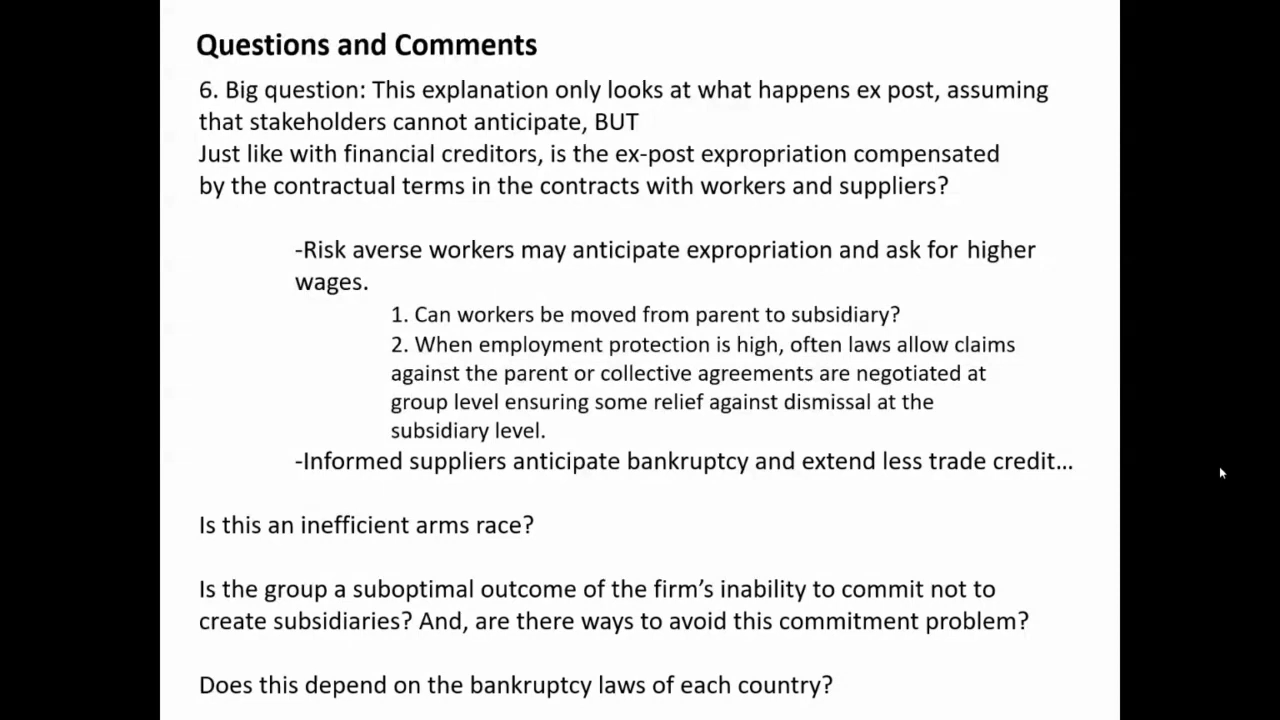 Questions and Comments
6. Big question: This explanation only looks at what happens ex post, assuming
that stakeholders cannot anticipate, BUT
Just like with financial creditors, is the ex-post expropriation compensated
by the contractual terms in the contracts with workers and suppliers?
-Risk averse workers may anticipate expropriation and ask for higher
wages.
1. Can workers be moved from parent to subsidiary?
2. When employment protection is high, often laws allow claims
against the parent or collective agreements are negotiated at
group level ensuring some relief against dismissal at the
subsidiary level.
-Informed suppliers anticipate bankruptcy and extend less trade credit...
Is this an inefficient arms race?
Is the group a suboptimal outcome of the firm’s inability to commit not to
create subsidiaries? And, are there ways to avoid this commitment problem?
Does this depend on the bankruptcy laws of each country?